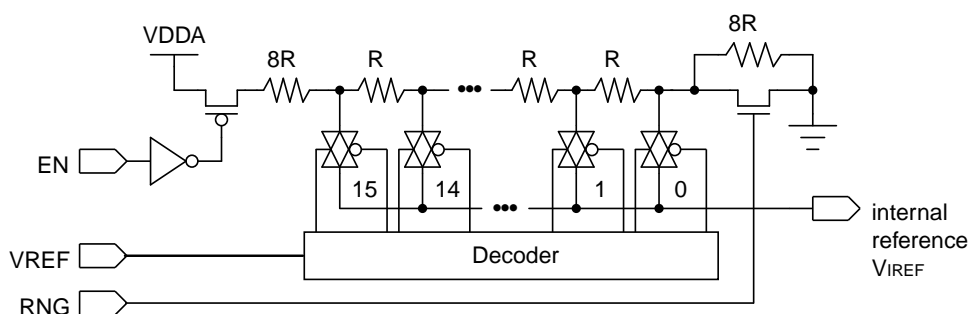 8R
VDDA
8R
R
R
R
•••
EN
15
14
1
0
•••
internal
reference
VIREF
VREF
Decoder
RNG